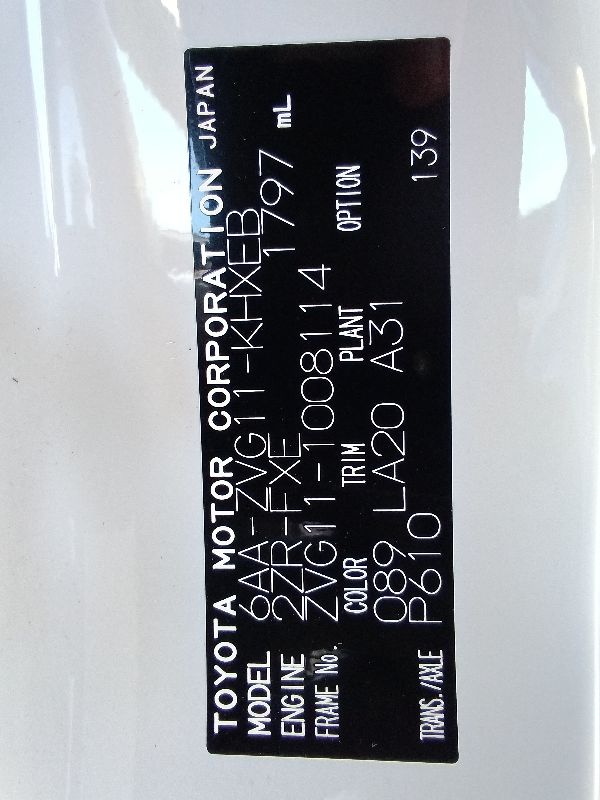 TOYOTA MOTOR CORPORATION JAPAN
MODEL 6AA-ZVG11-KHXEB
ENGINE 2ZR-FXE 1797 mL
FRAME No. ZVG11-1008114
COLOR TRIM PLANT OPTION
089 LA20 A31
TRANS./AXLE P610 139